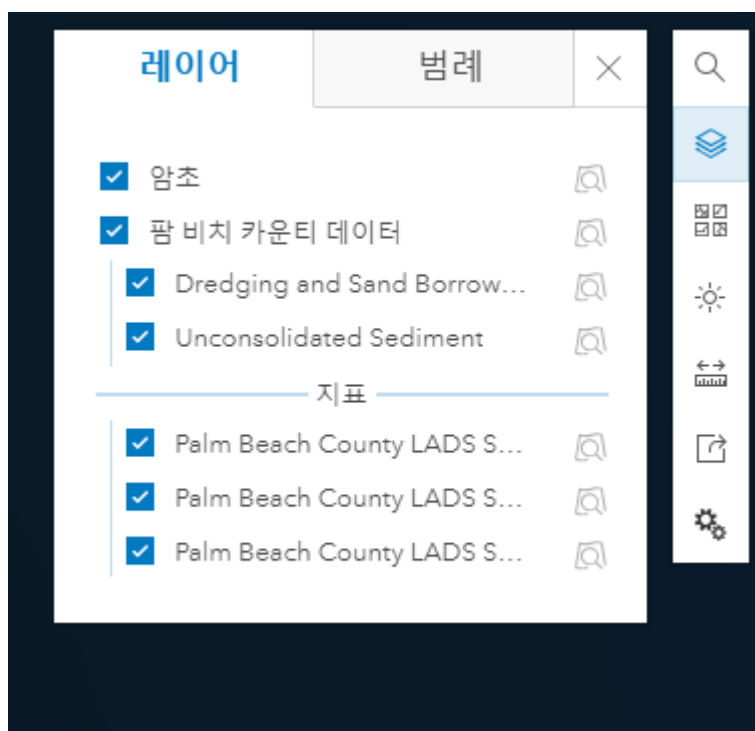 레이어
범례
암초
팜 비치 카운티 데이터
Dredging and Sand Borrow...
Unconsolidated Sediment
지표
Palm Beach County LADS S...
Palm Beach County LADS S...
Palm Beach County LADS S...